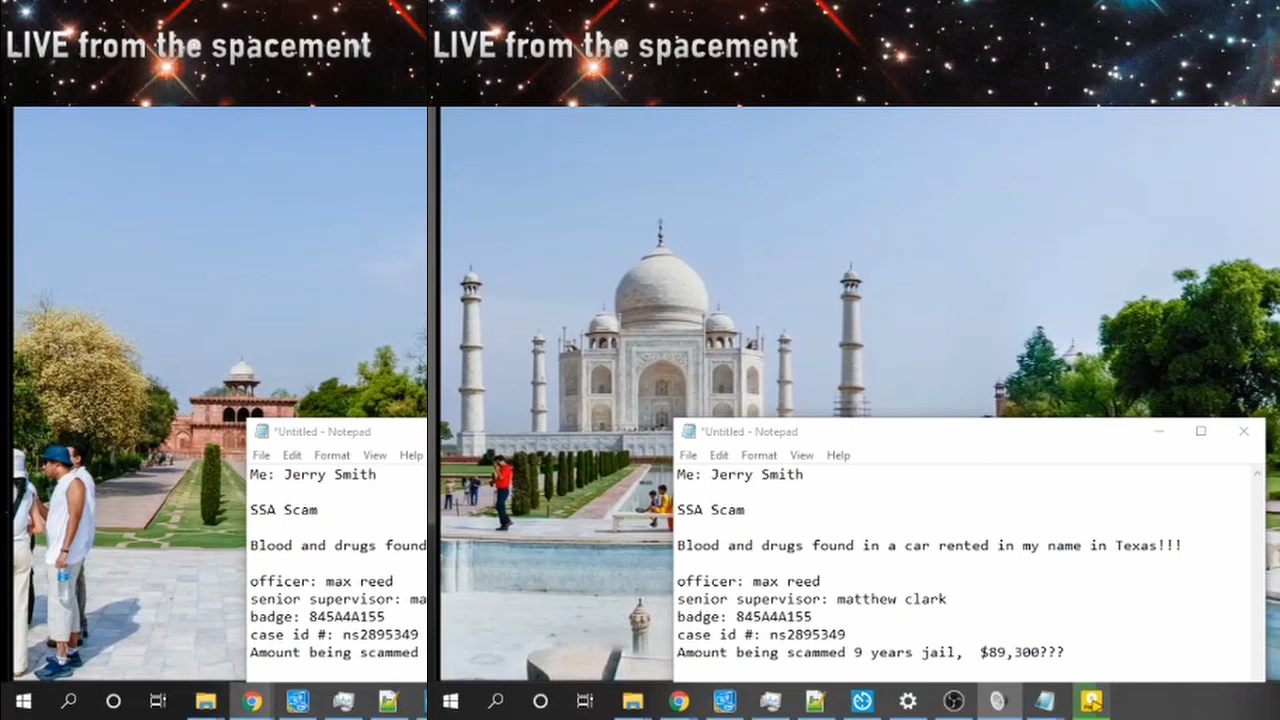 LIVE from the spacement
*Untitled - Notepad
File Edit Format View Help
Me: Jerry Smith
SSA Scam
Blood and drugs found
officer: max reed
senior supervisor: ma
badge: 845A4A155
case id #: ns2895349
Amount being scammed
LIVE from the spacement
*Untitled - Notepad
File Edit Format View Help
Me: Jerry Smith
SSA Scam
Blood and drugs found in a car rented in my name in Texas!!!
officer: max reed
senior supervisor: matthew clark
badge: 845A4A155
case id #: ns2895349
Amount being scammed 9 years jail, $89,300???